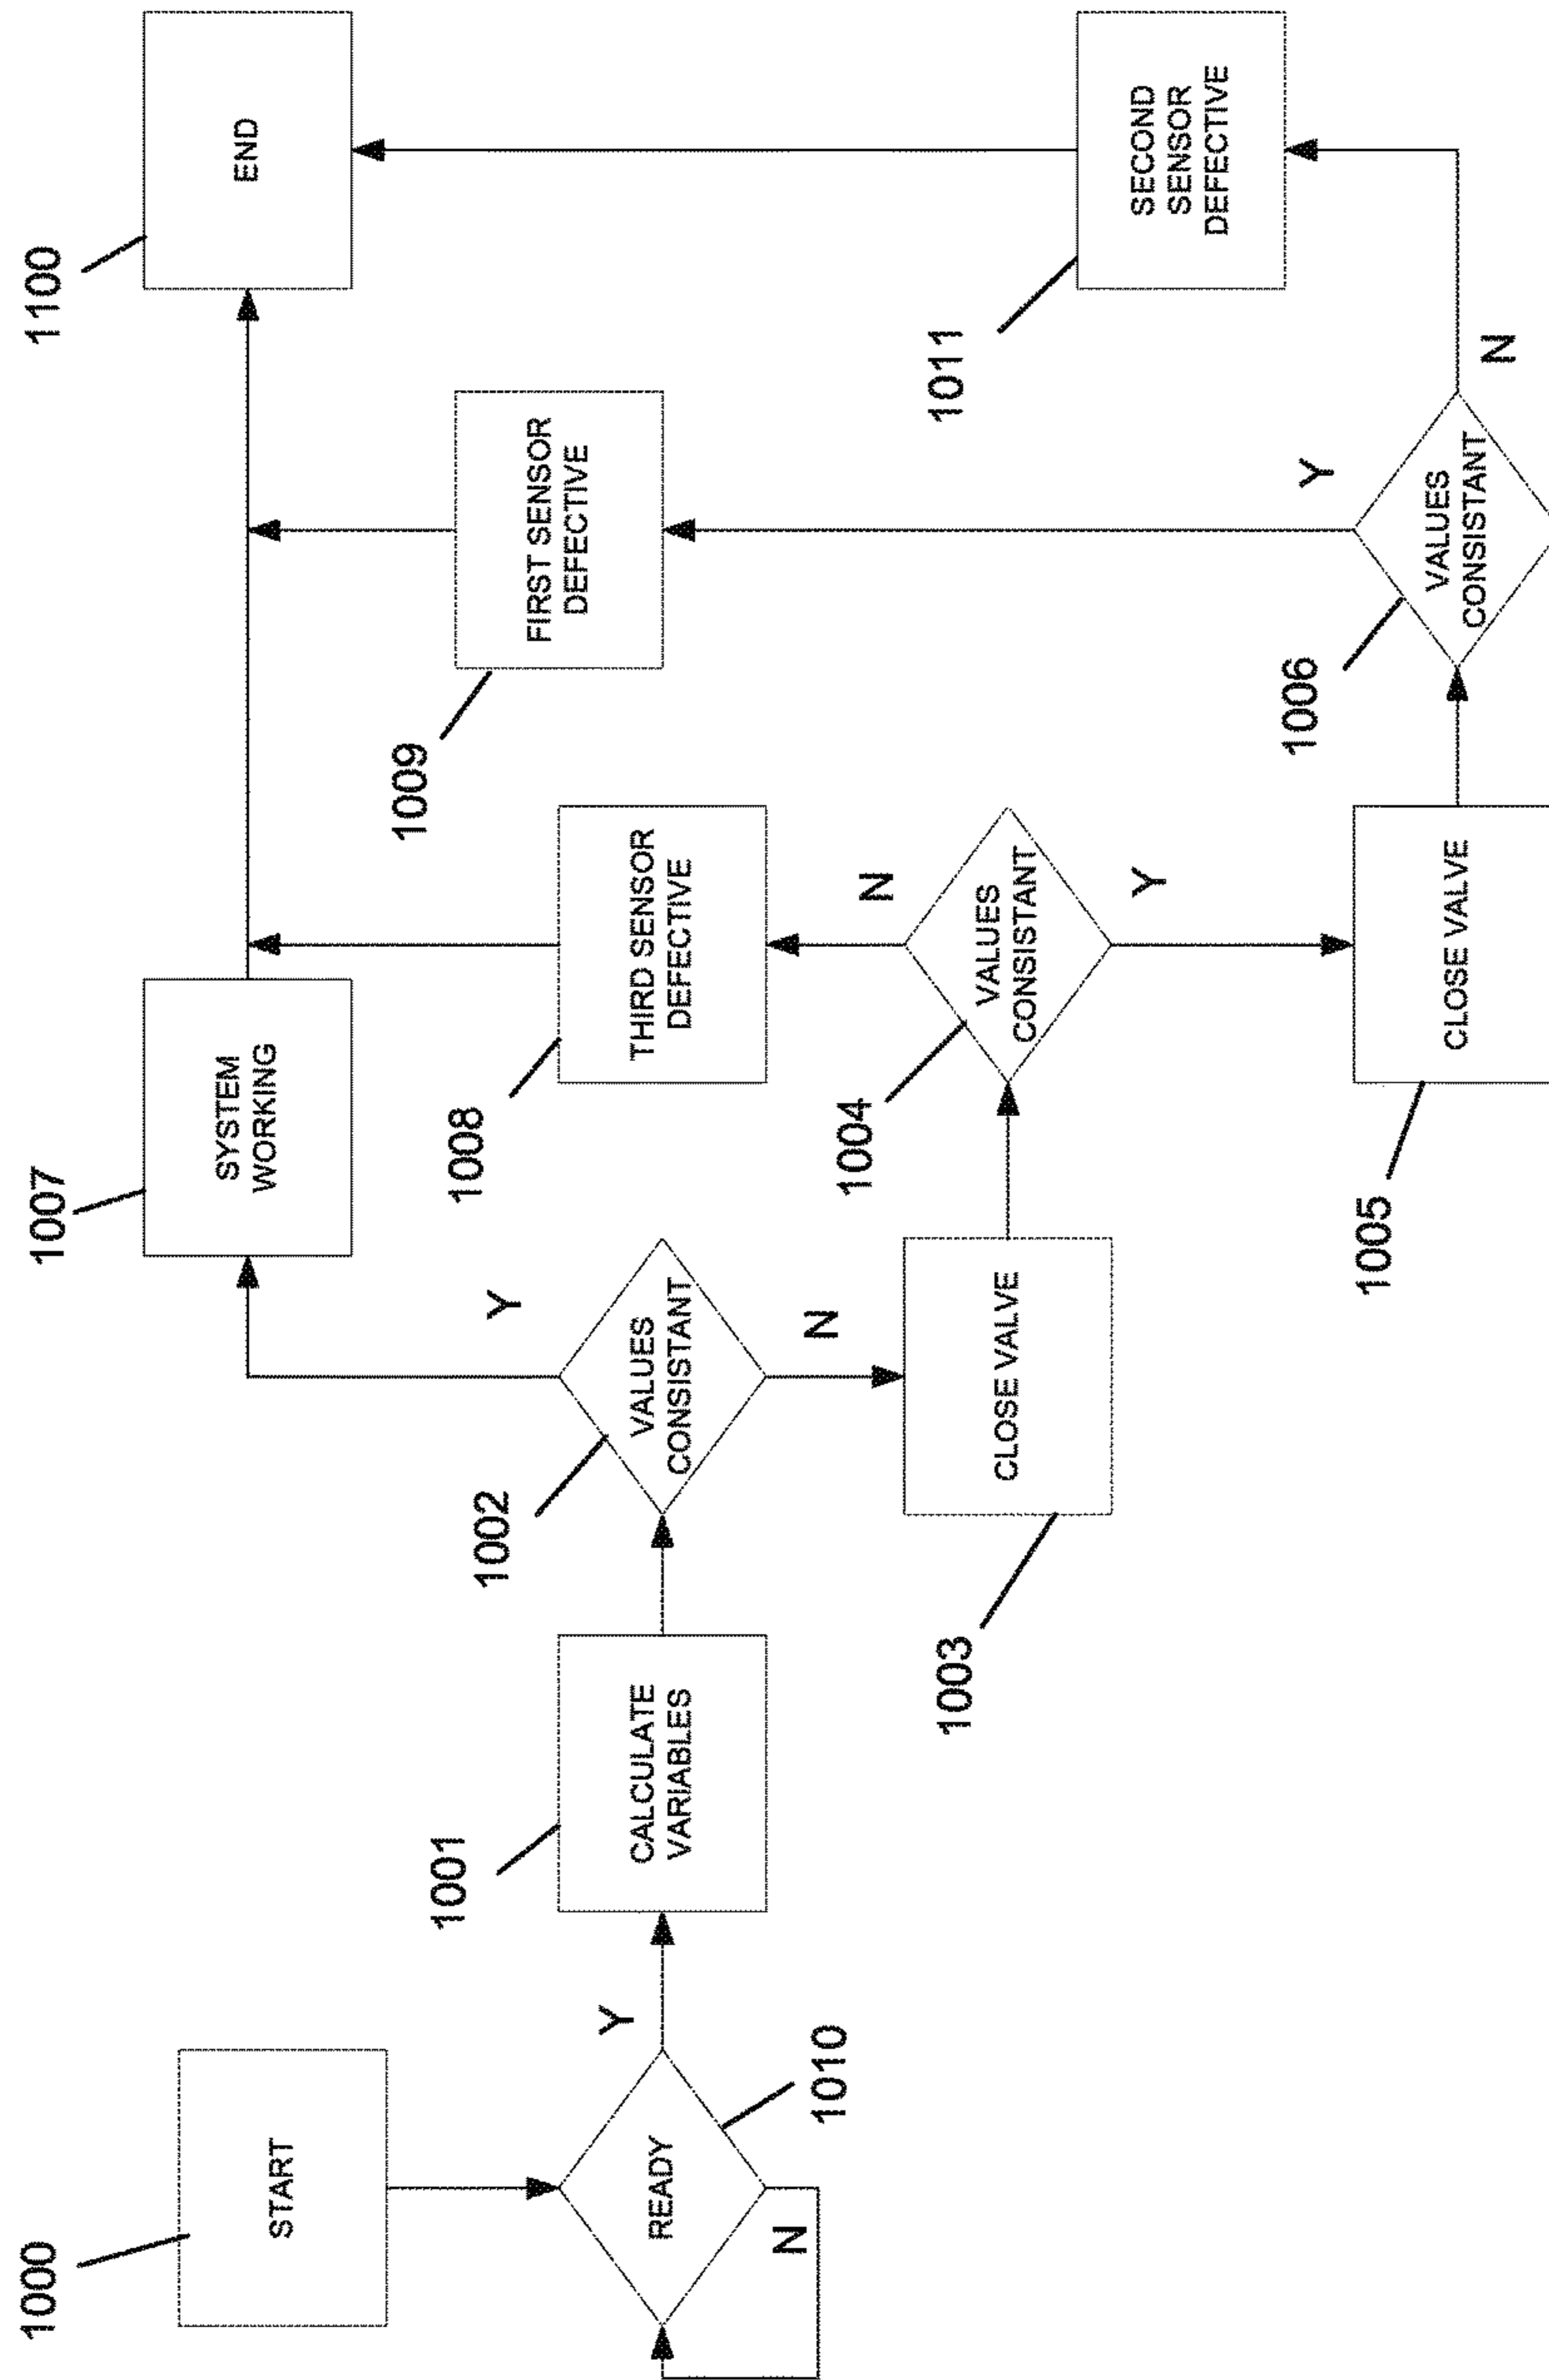 1000
START
READY
N
Y
1010
1001
CALCULATE
VARIABLES
1002
VALUES
CONSISTANT
Y
N
1003
CLOSE VALVE
1007
SYSTEM
WORKING
1008
THIRD SENSOR
DEFECTIVE
1004
VALUES
CONSISTANT
N
Y
1005
CLOSE VALVE
1009
FIRST SENSOR
DEFECTIVE
1006
VALUES
CONSISTANT
Y
N
1011
SECOND
SENSOR
DEFECTIVE
1100
END